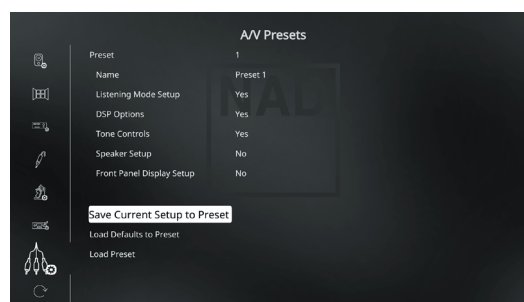 A/V Presets
Preset 1
Name Preset 1
Listening Mode Setup Yes
DSP Options Yes
Tone Controls Yes
Speaker Setup No
Front Panel Display Setup No
Save Current Setup to Preset
Load Defaults to Preset
Load Preset
NAD